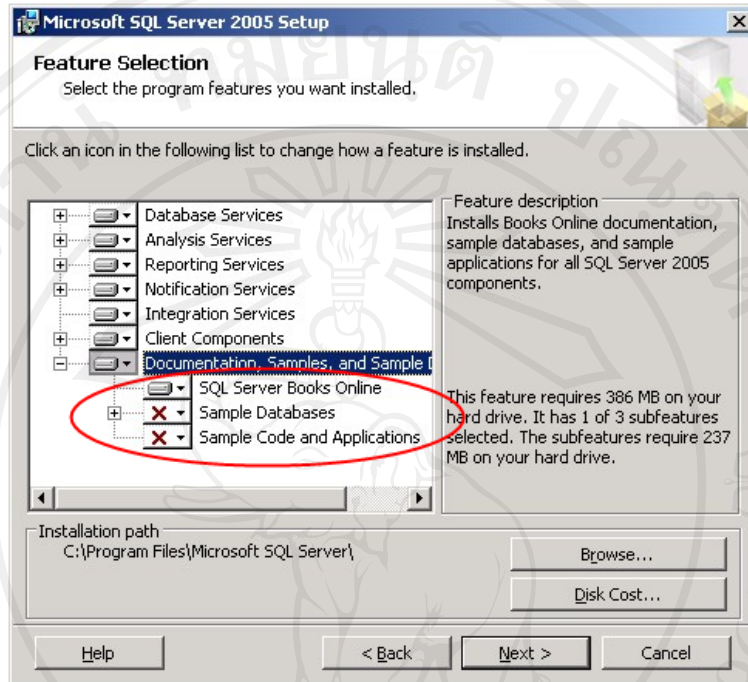 Microsoft SQL Server 2005 Setup
Feature Selection
Select the program features you want installed.
Click an icon in the following list to change how a feature is installed.
Database Services
Analysis Services
Reporting Services
Notification Services
Integration Services
Client Components
Documentation, Samples, and Sample
SQL Server Books Online
Sample Databases
Sample Code and Applications
Feature description
Installs Books Online documentation,
sample databases, and sample
applications for all SQL Server 2005
components.
This feature requires 386 MB on your
hard drive. It has 1 of 3 subfeatures
selected. The subfeatures require 237
MB on your hard drive.
Installation path
C:\Program Files\Microsoft SQL Server\
Browse...
Disk Cost...
Help
< Back
Next >
Cancel